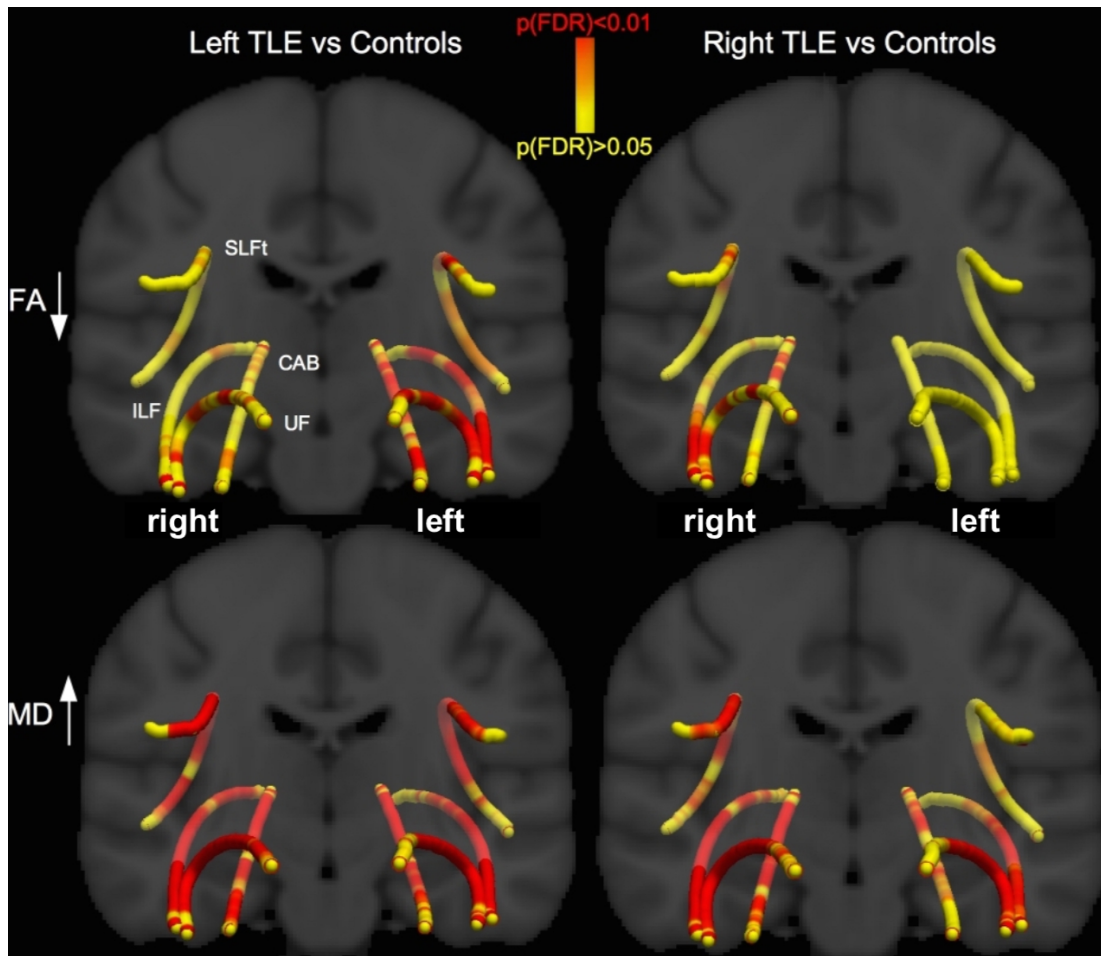 p(FDR)<0.01
Left TLE vs Controls
Right TLE vs Controls
p(FDR)>0.05
SLFt
FA
CAB
ILF
UF
right
left
right
left
MD